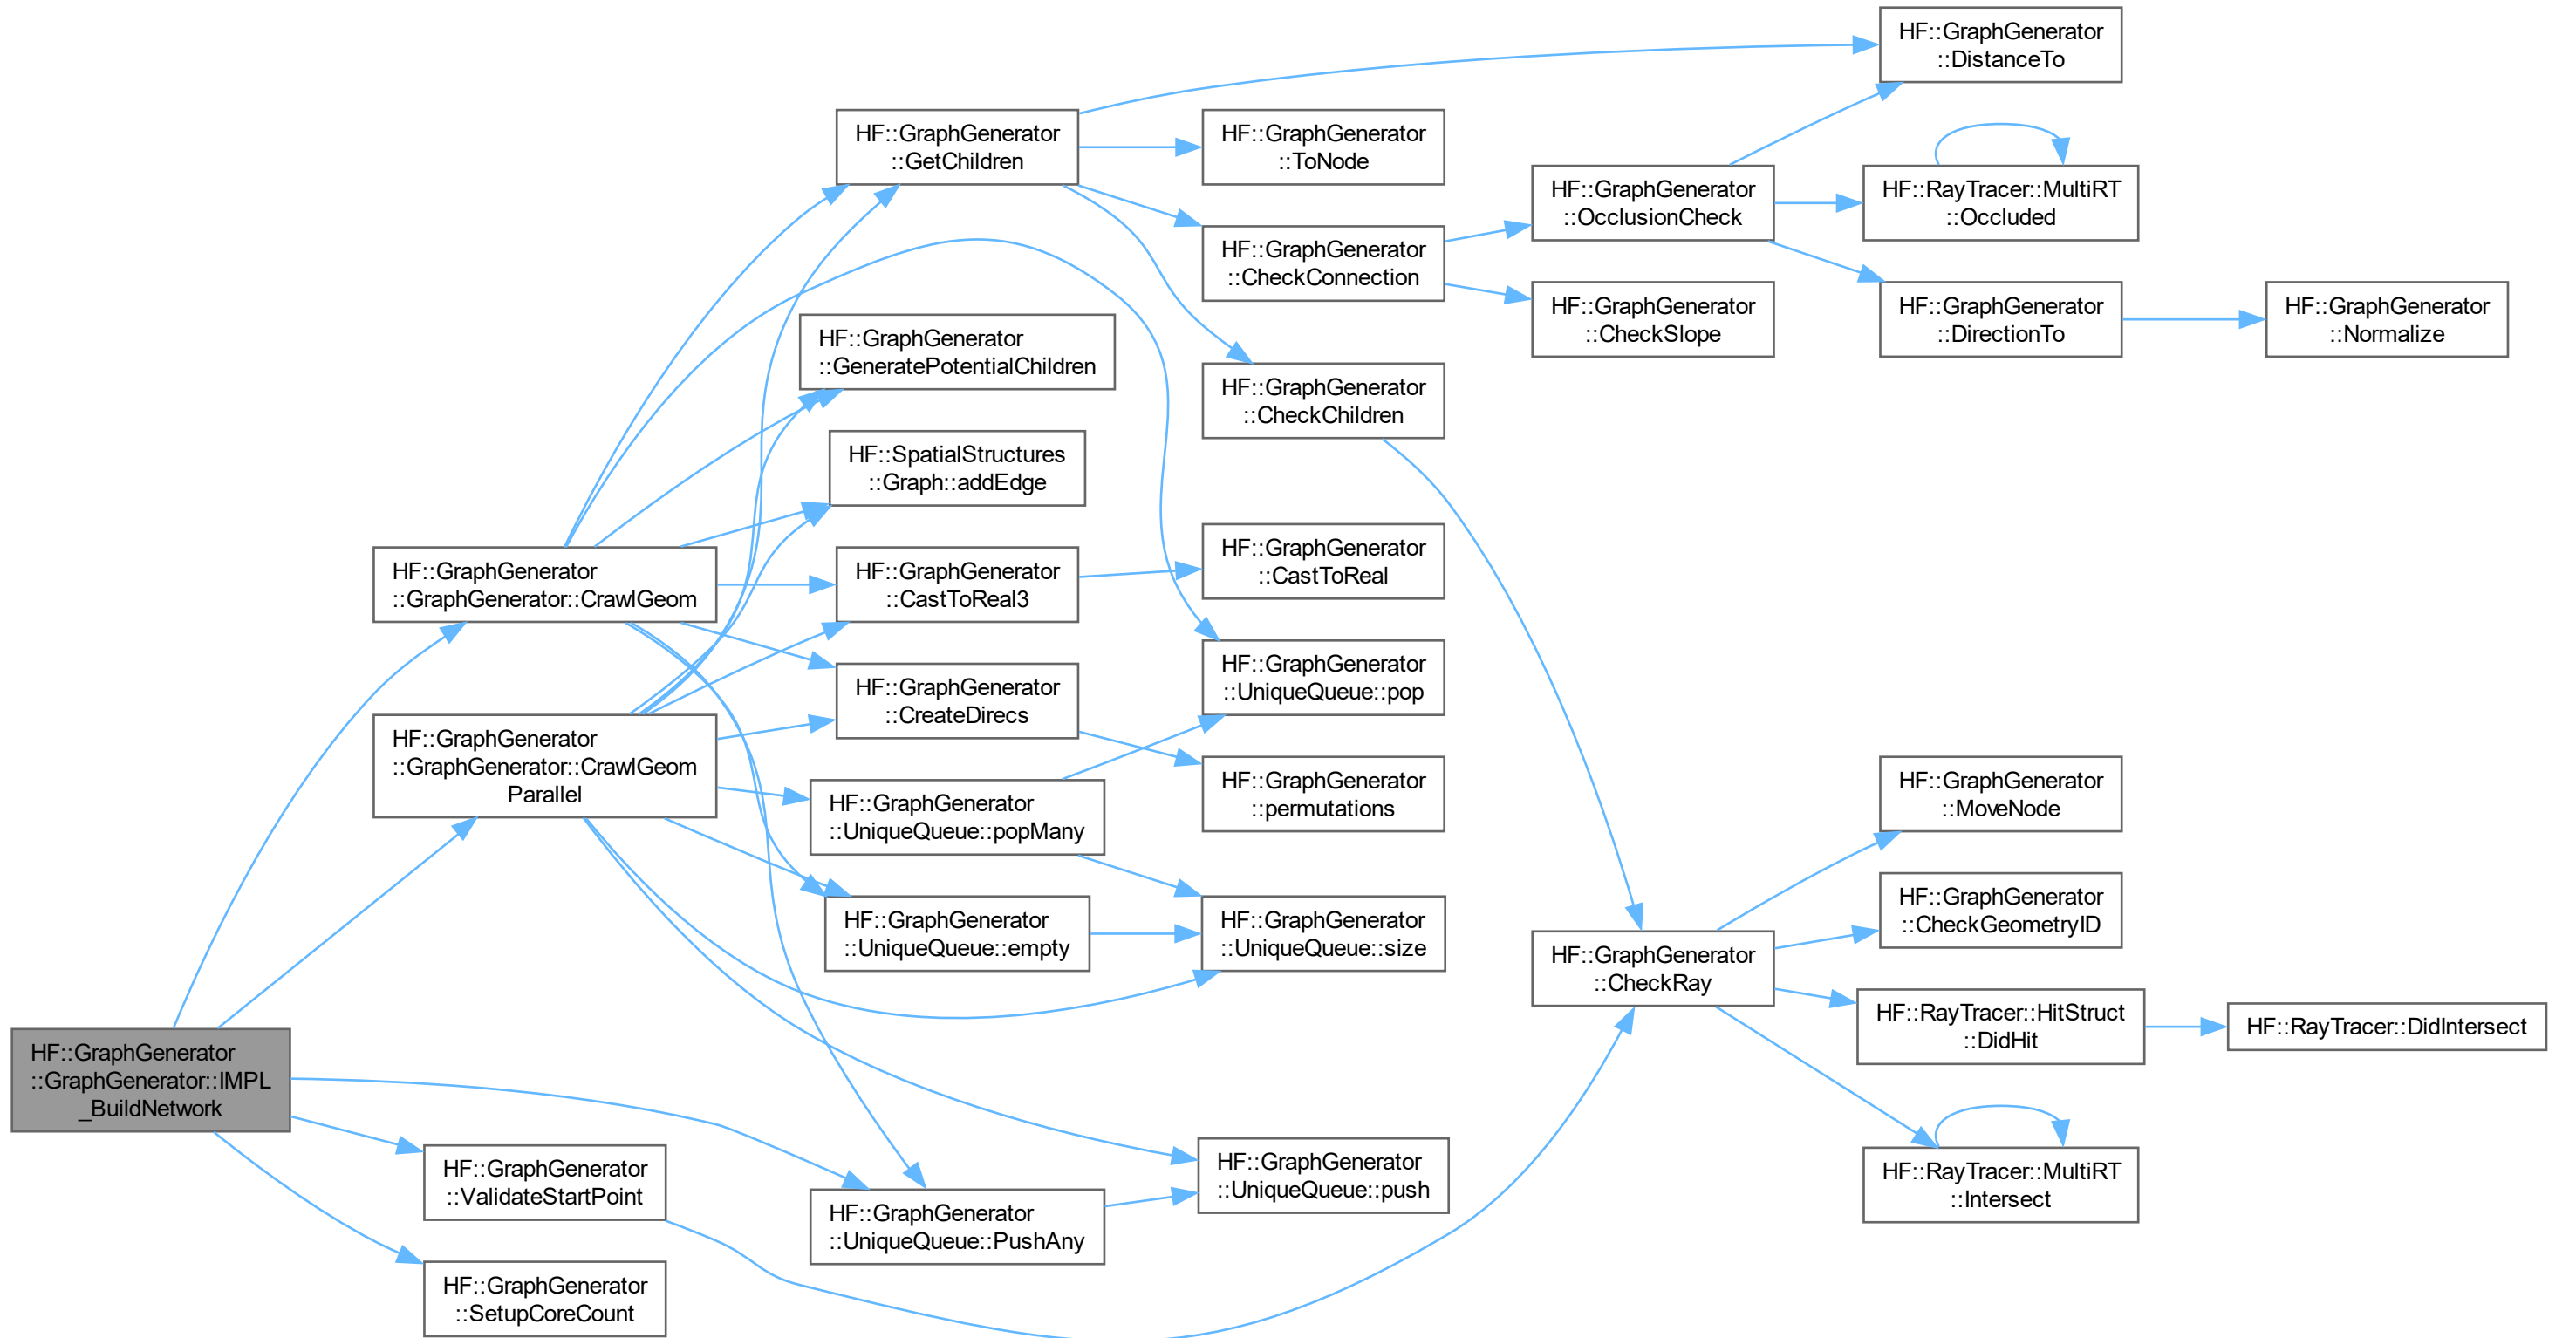 HF::GraphGenerator
::DistanceTo
HF::GraphGenerator
::GetChildren
HF::GraphGenerator
::ToNode
HF::GraphGenerator
::OcclusionCheck
HF::RayTracer::MultiRT
::Occluded
HF::GraphGenerator
::CheckConnection
HF::GraphGenerator
::CheckSlope
HF::GraphGenerator
::DirectionTo
HF::GraphGenerator
::Normalize
HF::GraphGenerator
::GeneratePotentialChildren
HF::GraphGenerator
::CheckChildren
HF::SpatialStructures
::Graph::addEdge
HF::GraphGenerator
::GraphGenerator::CrawlGeom
HF::GraphGenerator
::CastToReal3
HF::GraphGenerator
::CastToReal
HF::GraphGenerator
::CreateDirecs
HF::GraphGenerator
::UniqueQueue::pop
HF::GraphGenerator
::GraphGenerator::CrawlGeom
Parallel
HF::GraphGenerator
::UniqueQueue::popMany
HF::GraphGenerator
::permutations
HF::GraphGenerator
::MoveNode
HF::GraphGenerator
::UniqueQueue::empty
HF::GraphGenerator
::UniqueQueue::size
HF::GraphGenerator
::CheckGeometryID
HF::GraphGenerator
::CheckRay
HF::RayTracer::HitStruct
::DidHit
HF::RayTracer::DidIntersect
HF::GraphGenerator
::GraphGenerator::IMPL
_BuildNetwork
HF::GraphGenerator
::ValidateStartPoint
HF::GraphGenerator
::UniqueQueue::PushAny
HF::GraphGenerator
::UniqueQueue::push
HF::RayTracer::MultiRT
::Intersect
HF::GraphGenerator
::SetupCoreCount